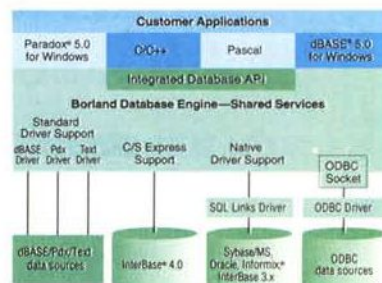 Customer Applications
Paradox® 5.0
for Windows
C/C++
Pascal
dBASE® 5.0
for Windows
Integrated Database API
Borland Database Engine—Shared Services
Standard
Driver Support
dBASE
Driver
Pdx
Driver
Text
Driver
C/S Express
Support
Native
Driver Support
ODBC
Socket
SQL Links Driver
ODBC Driver
dBASE/Pdx/Text
data sources
InterBase® 4.0
Sybase/MS,
Oracle, Informix,®
InterBase 3.x
ODBC
data sources